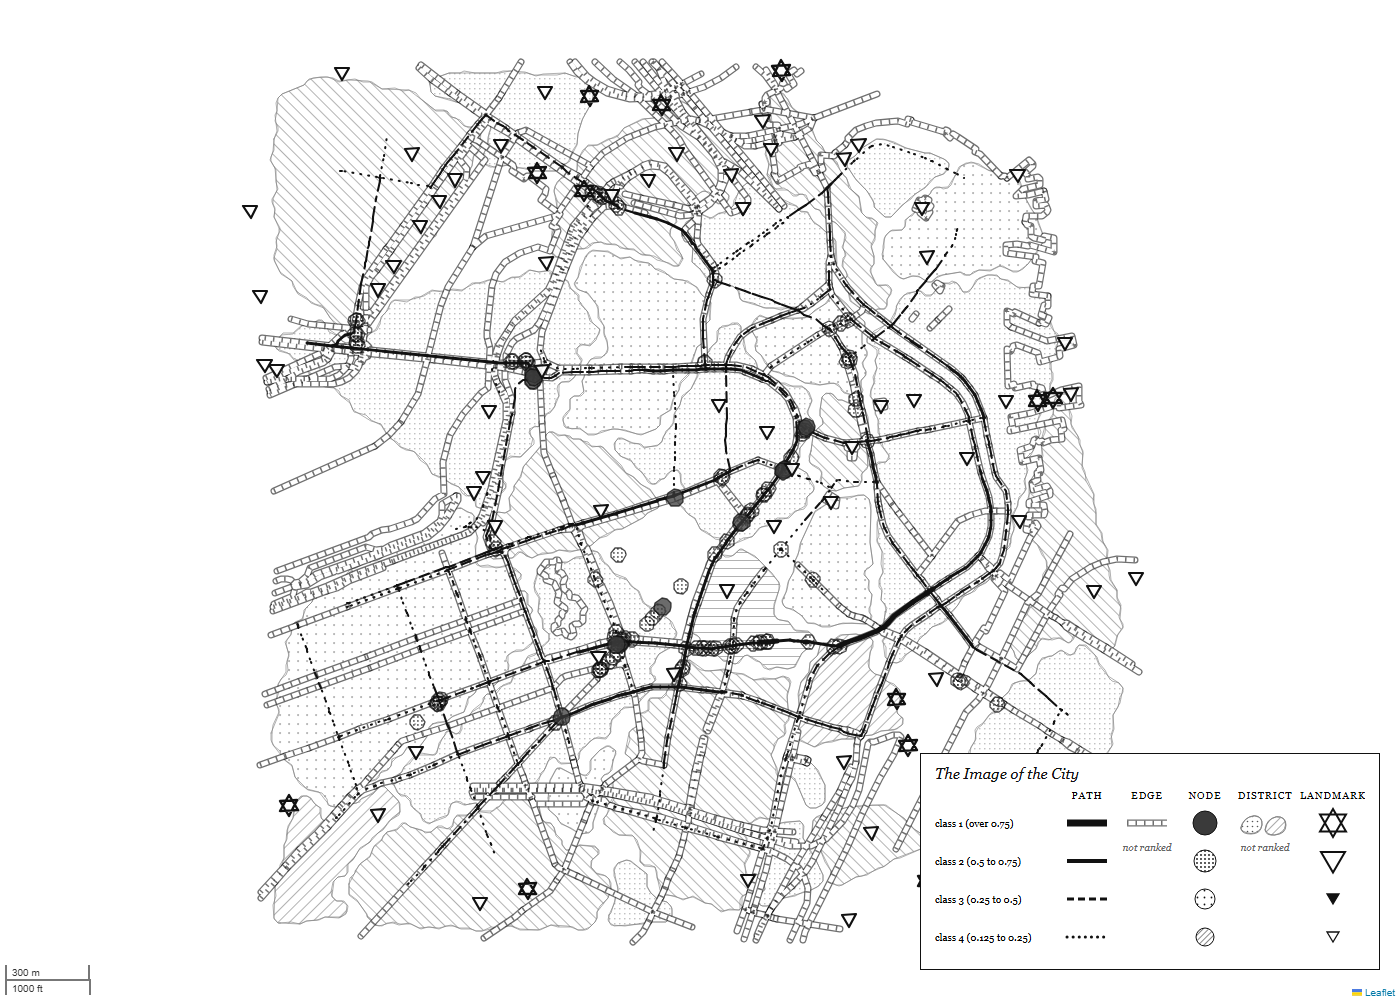 The Image of the City
PATH EDGE NODE DISTRICT LANDMARK
class 1 (over 0.75)
not ranked not ranked
class 2 (0.5 to 0.75)
class 3 (0.25 to 0.5)
class 4 (0.125 to 0.25)
300 m
1000 ft
Leaflet